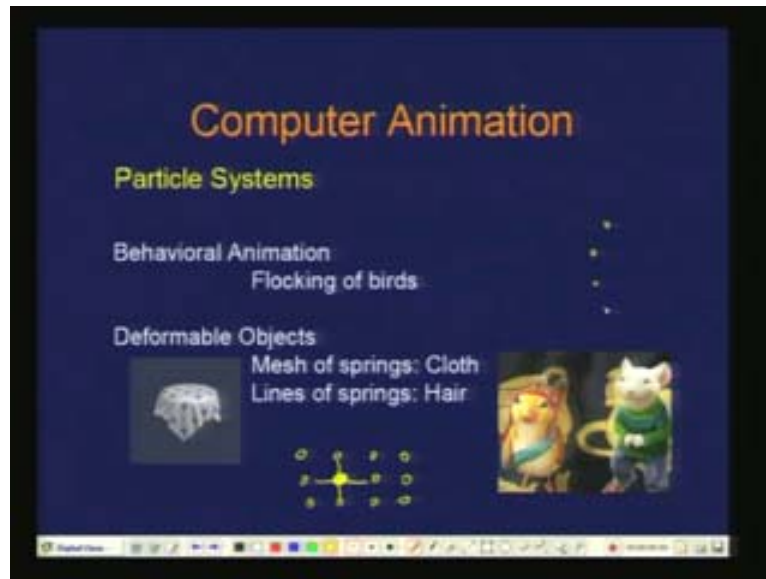 Computer Animation
Particle Systems
Behavioral Animation
Flocking of birds
Deformable Objects
Mesh of springs: Cloth
Lines of springs: Hair